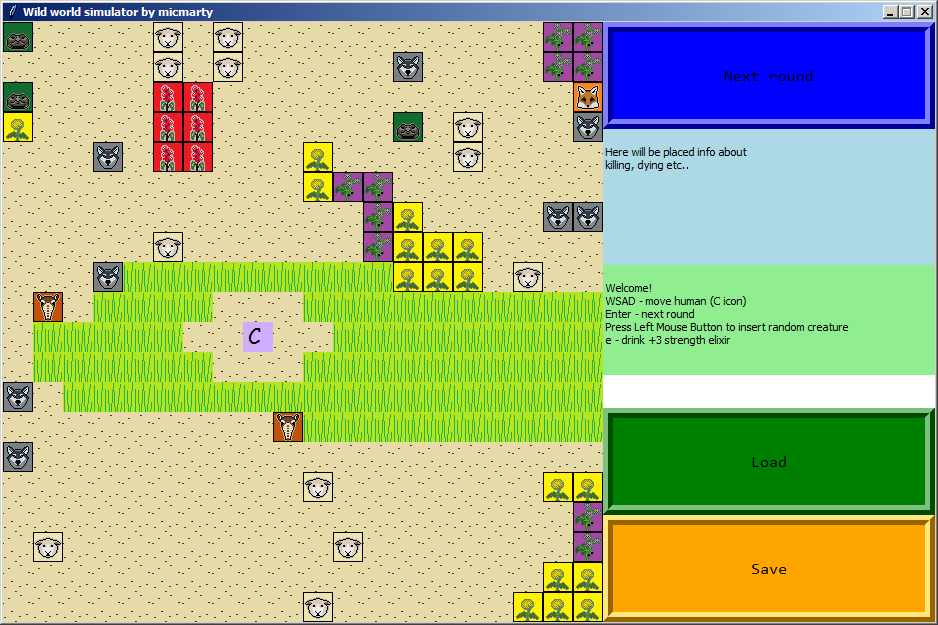 Wild world simulator by micmarty
Next round
Here will be placed info about
killing, dying etc..
Welcome!
WSAD - move human (C icon)
Enter - next round
Press Left Mouse Button to insert random creature
e - drink +3 strength elixir
C
Load
Save